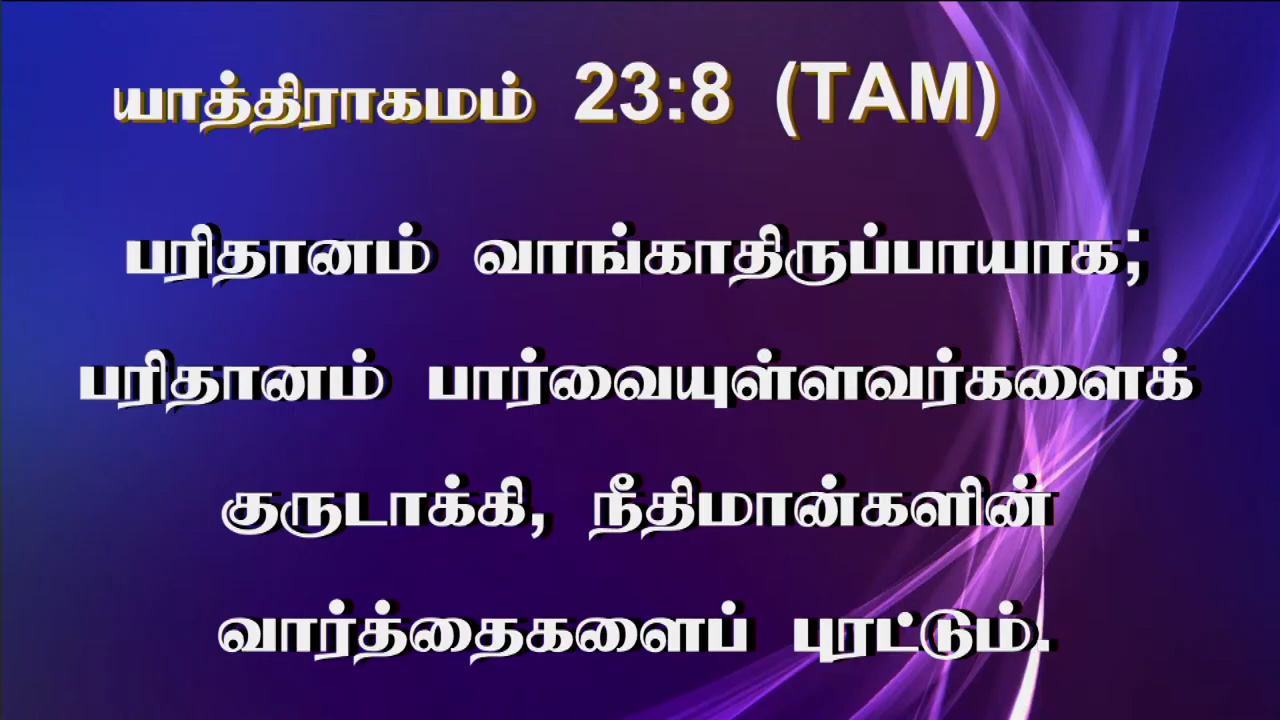 யாத்திராகமம் 23:8 (TAM)
பரிதானம் வாங்காதிருப்பாயாக;
பரிதானம் பார்வையுள்ளவர்களைக்
குருடாக்கி, நீதிமான்களின்
வார்த்தைகளைப் புரட்டும்.